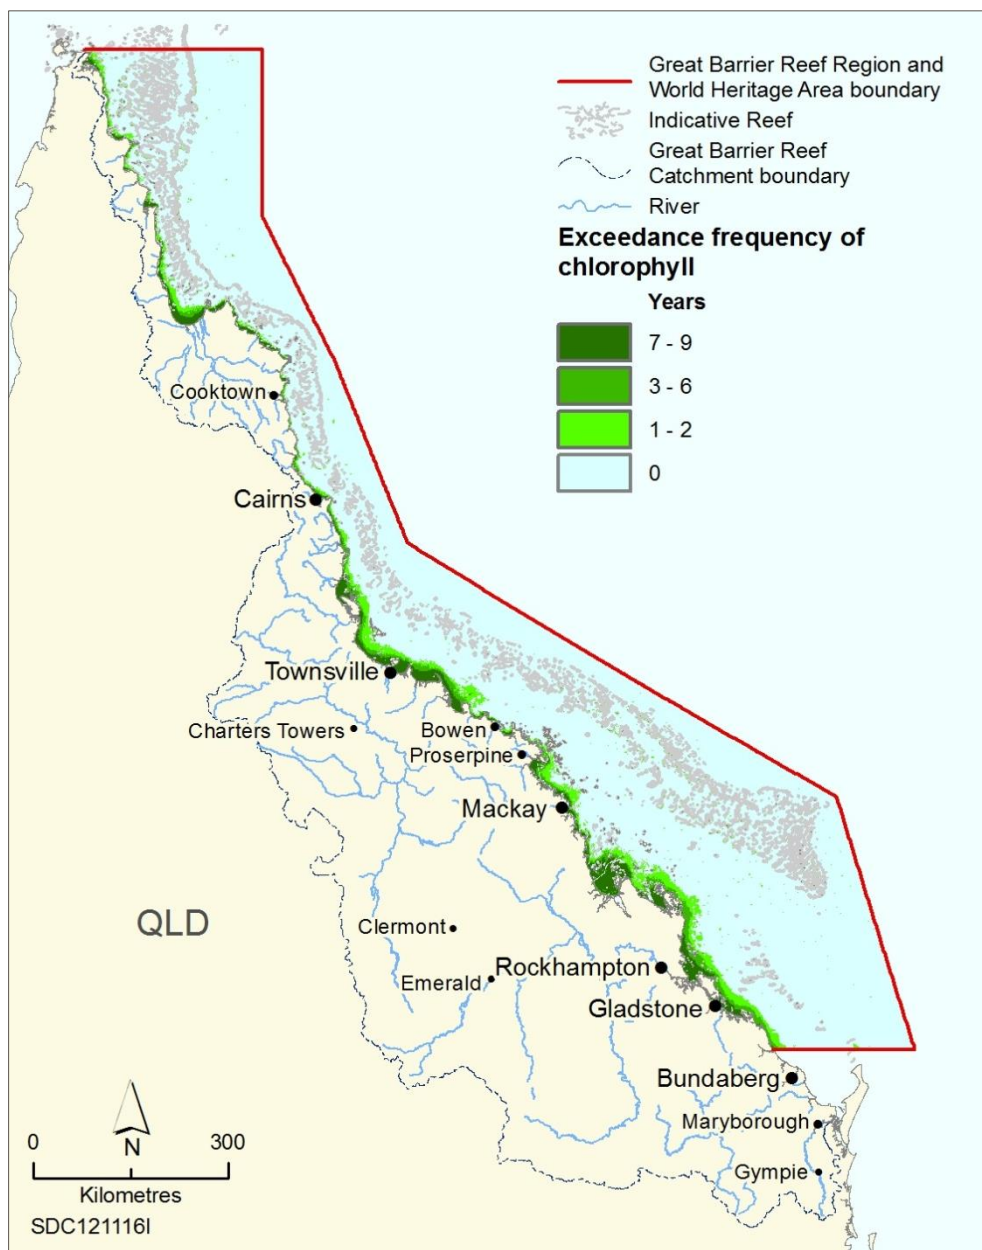 Great Barrier Reef Region and
World Heritage Area boundary
Indicative Reef
Great Barrier Reef
Catchment boundary
River
Exceedance frequency of
chlorophyll
Years
7 - 9
3 - 6
1 - 2
0
Cooktown
Cairns
Townsville
Charters Towers
Bowen
Proserpine
Mackay
QLD
Clermont
Emerald
Rockhampton
Gladstone
Bundaberg
Maryborough
Gympie
0 300
N
Kilometres
SDC121116I